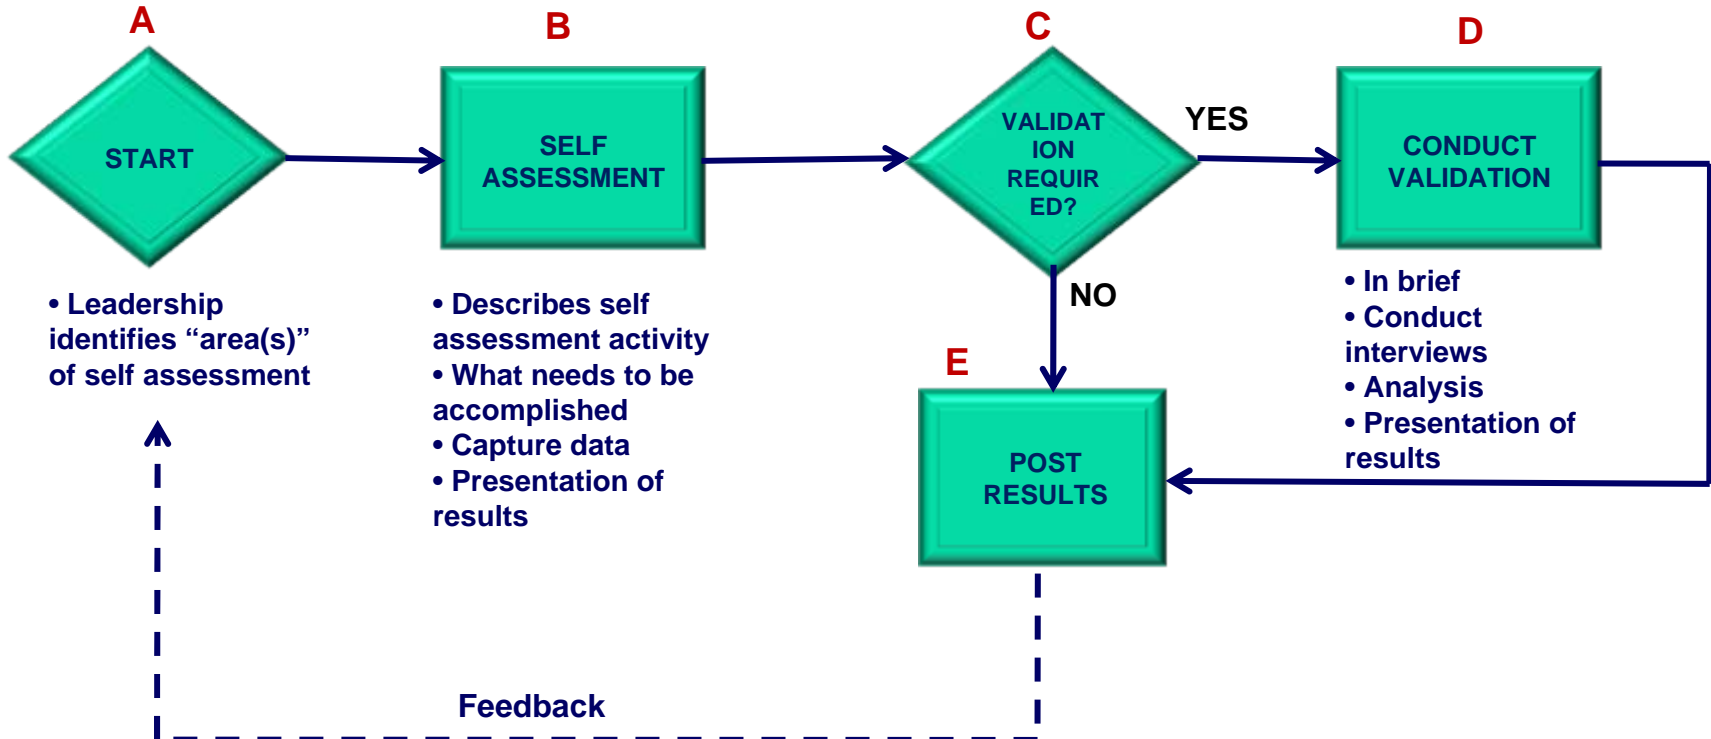 A
START
• Leadership
identifies “area(s)”
of self assessment
B
SELF
ASSESSMENT
• Describes self
assessment activity
• What needs to be
accomplished
• Capture data
• Presentation of
results
C
VALIDAT
ION
REQUIR
ED?
YES
NO
D
CONDUCT
VALIDATION
• In brief
• Conduct
interviews
• Analysis
• Presentation of
results
E
POST
RESULTS
Feedback